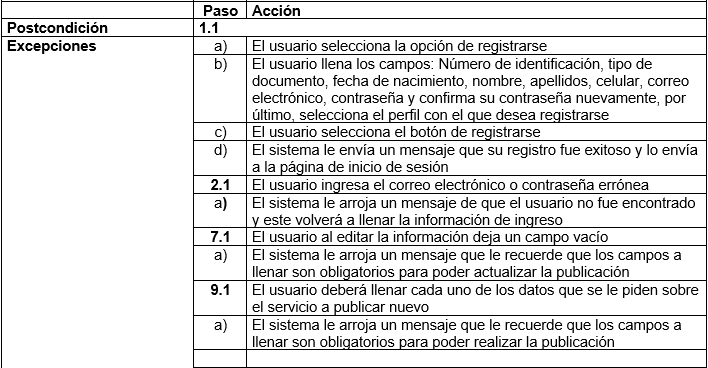 Paso Acción
Postcondición 1.1
Excepciones a) El usuario selecciona la opción de registrarse
b) El usuario llena los campos: Número de identificación, tipo de
documento, fecha de nacimiento, nombre, apellidos, celular, correo
electrónico, contraseña y confirma su contraseña nuevamente, por
último, selecciona el perfil con el que desea registrarse
c) El usuario selecciona el botón de registrarse
d) El sistema le envía un mensaje que su registro fue exitoso y lo envía
a la página de inicio de sesión
2.1 El usuario ingresa el correo electrónico o contraseña errónea
a) El sistema le arroja un mensaje de que el usuario no fue encontrado
y este volverá a llenar la información de ingreso
7.1 El usuario al editar la información deja un campo vacío
a) El sistema le arroja un mensaje que le recuerde que los campos a
llenar son obligatorios para poder actualizar la publicación
9.1 El usuario deberá llenar cada uno de los datos que se le piden sobre
el servicio a publicar nuevo
a) El sistema le arroja un mensaje que le recuerde que los campos a
llenar son obligatorios para poder realizar la publicación